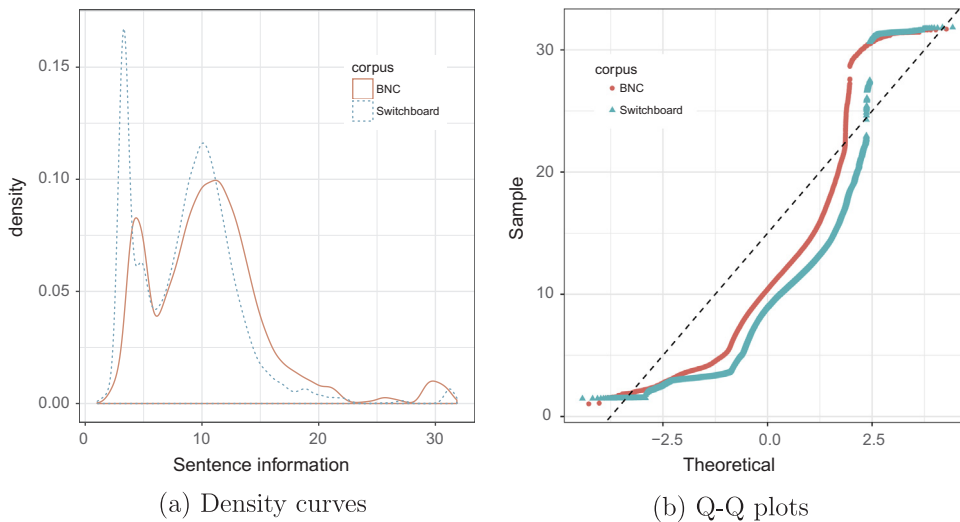 corpus
BNC
Switchboard
0.15
0.10
0.05
0.00
density
0
10
20
30
Sentence information
(a) Density curves
corpus
BNC
Switchboard
30
20
10
0
Sample
−2.5
0.0
2.5
Theoretical
(b) Q-Q plots